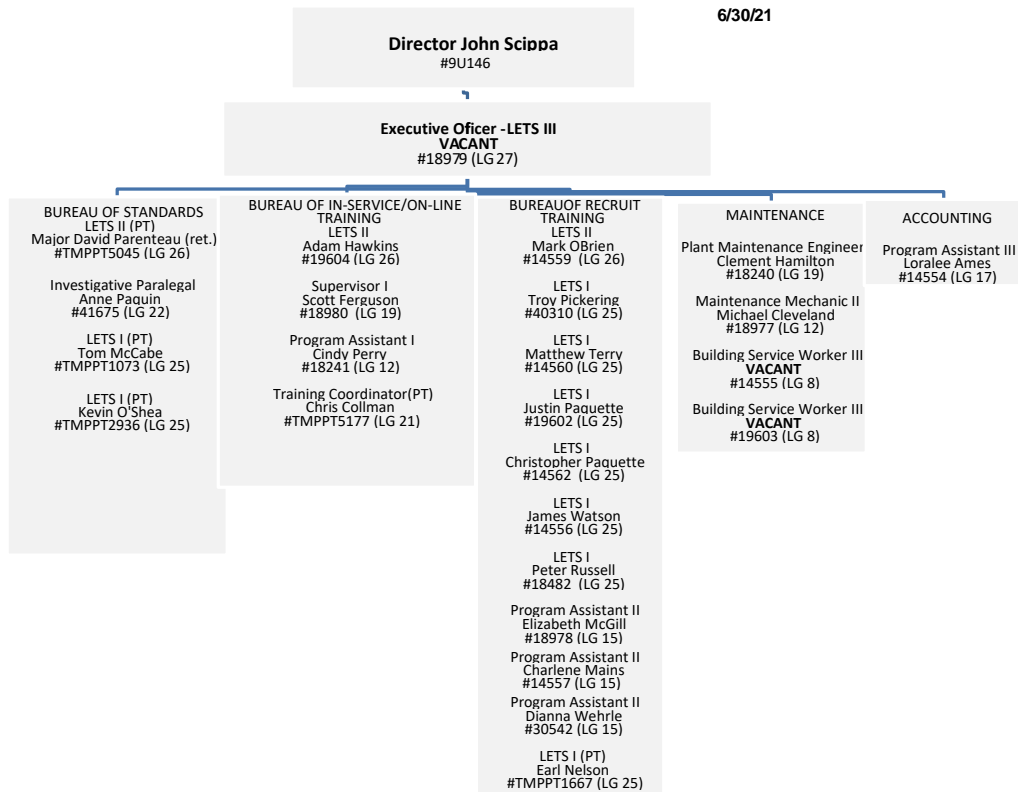 6/30/21
Director John Scippa
#9U146
Executive Oficer -LETS III
VACANT
#18979 (LG 27)
BUREAU OF STANDARDS
LETS II (PT)
Major David Parenteau (ret.)
#TMPPT5045 (LG 26)
Investigative Paralegal
Anne Paquin
#41675 (LG 22)
LETS I (PT)
Tom McCabe
#TMPPT1073 (LG 25)
LETS I (PT)
Kevin O'Shea
#TMPPT2936 (LG 25)
BUREAU OF IN-SERVICE/ON-LINE
TRAINING
LETS II
Adam Hawkins
#19604 (LG 26)
Supervisor I
Scott Ferguson
#18980 (LG 19)
Program Assistant I
Cindy Perry
#18241 (LG 12)
Training Coordinator(PT)
Chris Collman
#TMPPT5177 (LG 21)
BUREAUOF RECRUIT
TRAINING
LETS II
Mark OBrien
#14559 (LG 26)
LETS I
Troy Pickering
#40310 (LG 25)
LETS I
Matthew Terry
#14560 (LG 25)
LETS I
Justin Paquette
#19602 (LG 25)
LETS I
Christopher Paquette
#14562 (LG 25)
LETS I
James Watson
#14556 (LG 25)
LETS I
Peter Russell
#18482 (LG 25)
Program Assistant II
Elizabeth McGill
#18978 (LG 15)
Program Assistant II
Charlene Mains
#14557 (LG 15)
Program Assistant II
Dianna Wehrle
#30542 (LG 15)
LETS I (PT)
Earl Nelson
#TMPPT1667 (LG 25)
MAINTENANCE
Plant Maintenance Engineer
Clement Hamilton
#18240 (LG 19)
Maintenance Mechanic II
Michael Cleveland
#18977 (LG 12)
Building Service Worker III
VACANT
#14555 (LG 8)
Building Service Worker III
VACANT
#19603 (LG 8)
ACCOUNTING
Program Assistant III
Loralee Ames
#14554 (LG 17)